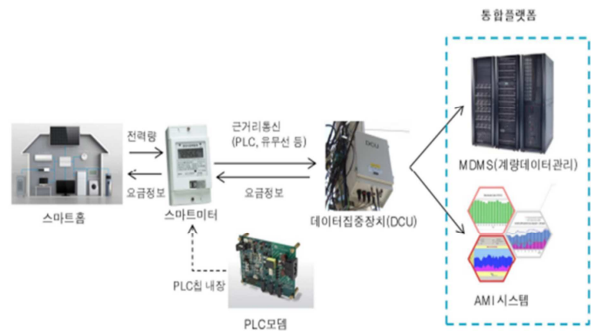 통합플랫폼
전력량
요금정보
스마트홈
스마트미터
근거리통신
(PLC, 유무선 등)
요금정보
DCU
데이터집중장치(DCU)
MDMS(계량데이터관리)
AMI 시스템
PLC칩 내장
PLC모뎀